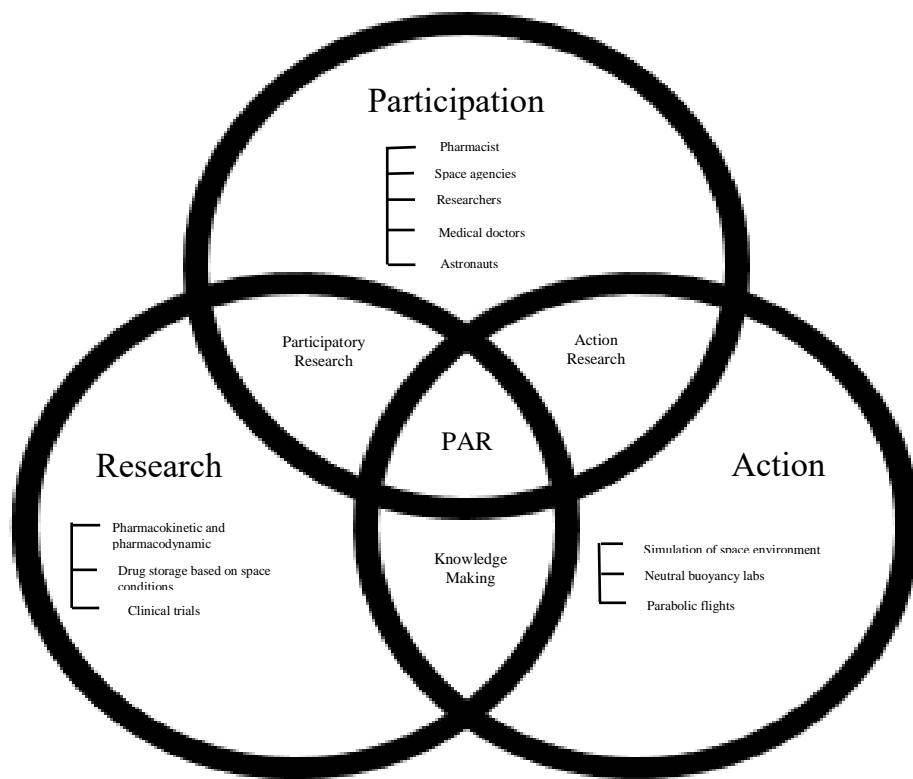 Participation
Pharmacist
Space agencies
Researchers
Medical doctors
Astronauts
Participatory
Research
Action
Research
PAR
Research
Pharmacokinetic and
pharmacodynamic
Drug storage based on space
conditions
Clinical trials
Action
Simulation of space environment
Neutral buoyancy labs
Parabolic flights
Knowledge
Making